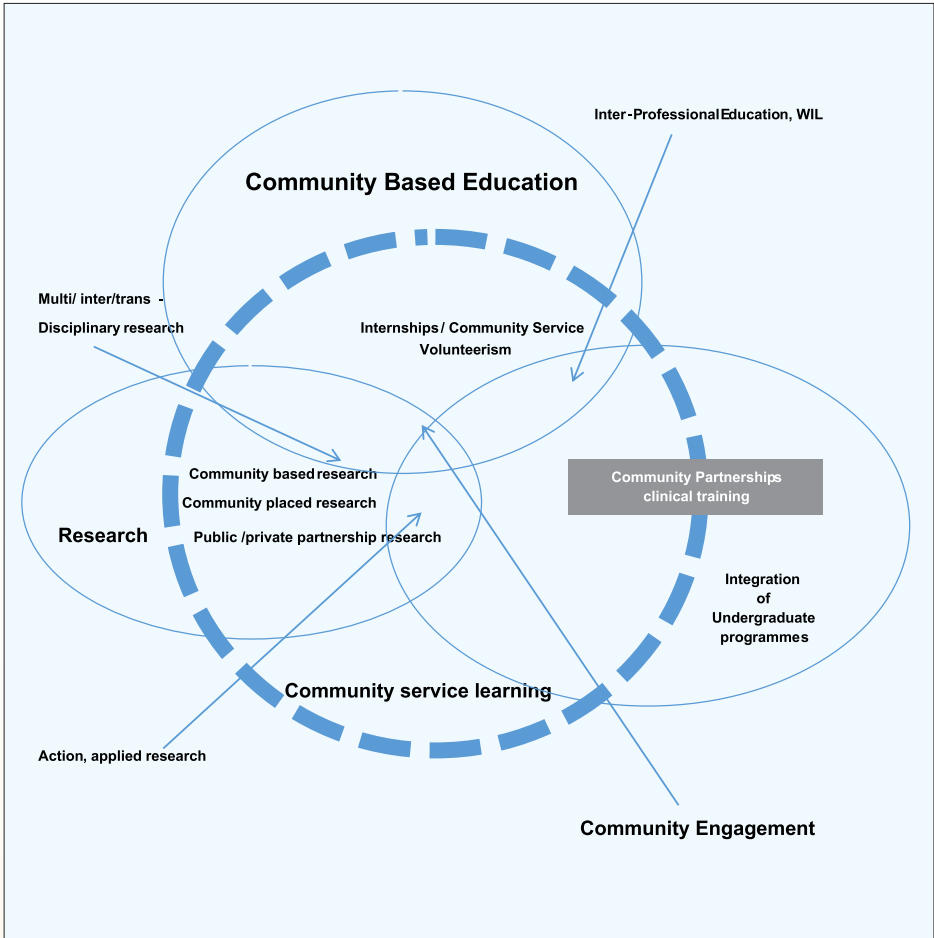 Inter-Professional Education, WIL
Community Based Education
Multi/ inter/trans -
Disciplinary research
Internships/ Community Service
Volunteerism
Community based research
Community placed research
Public /private partnership research
Research
Community Partnerships
clinical training
Integration
of
Undergraduate
programmes
Community service learning
Action, applied research
Community Engagement